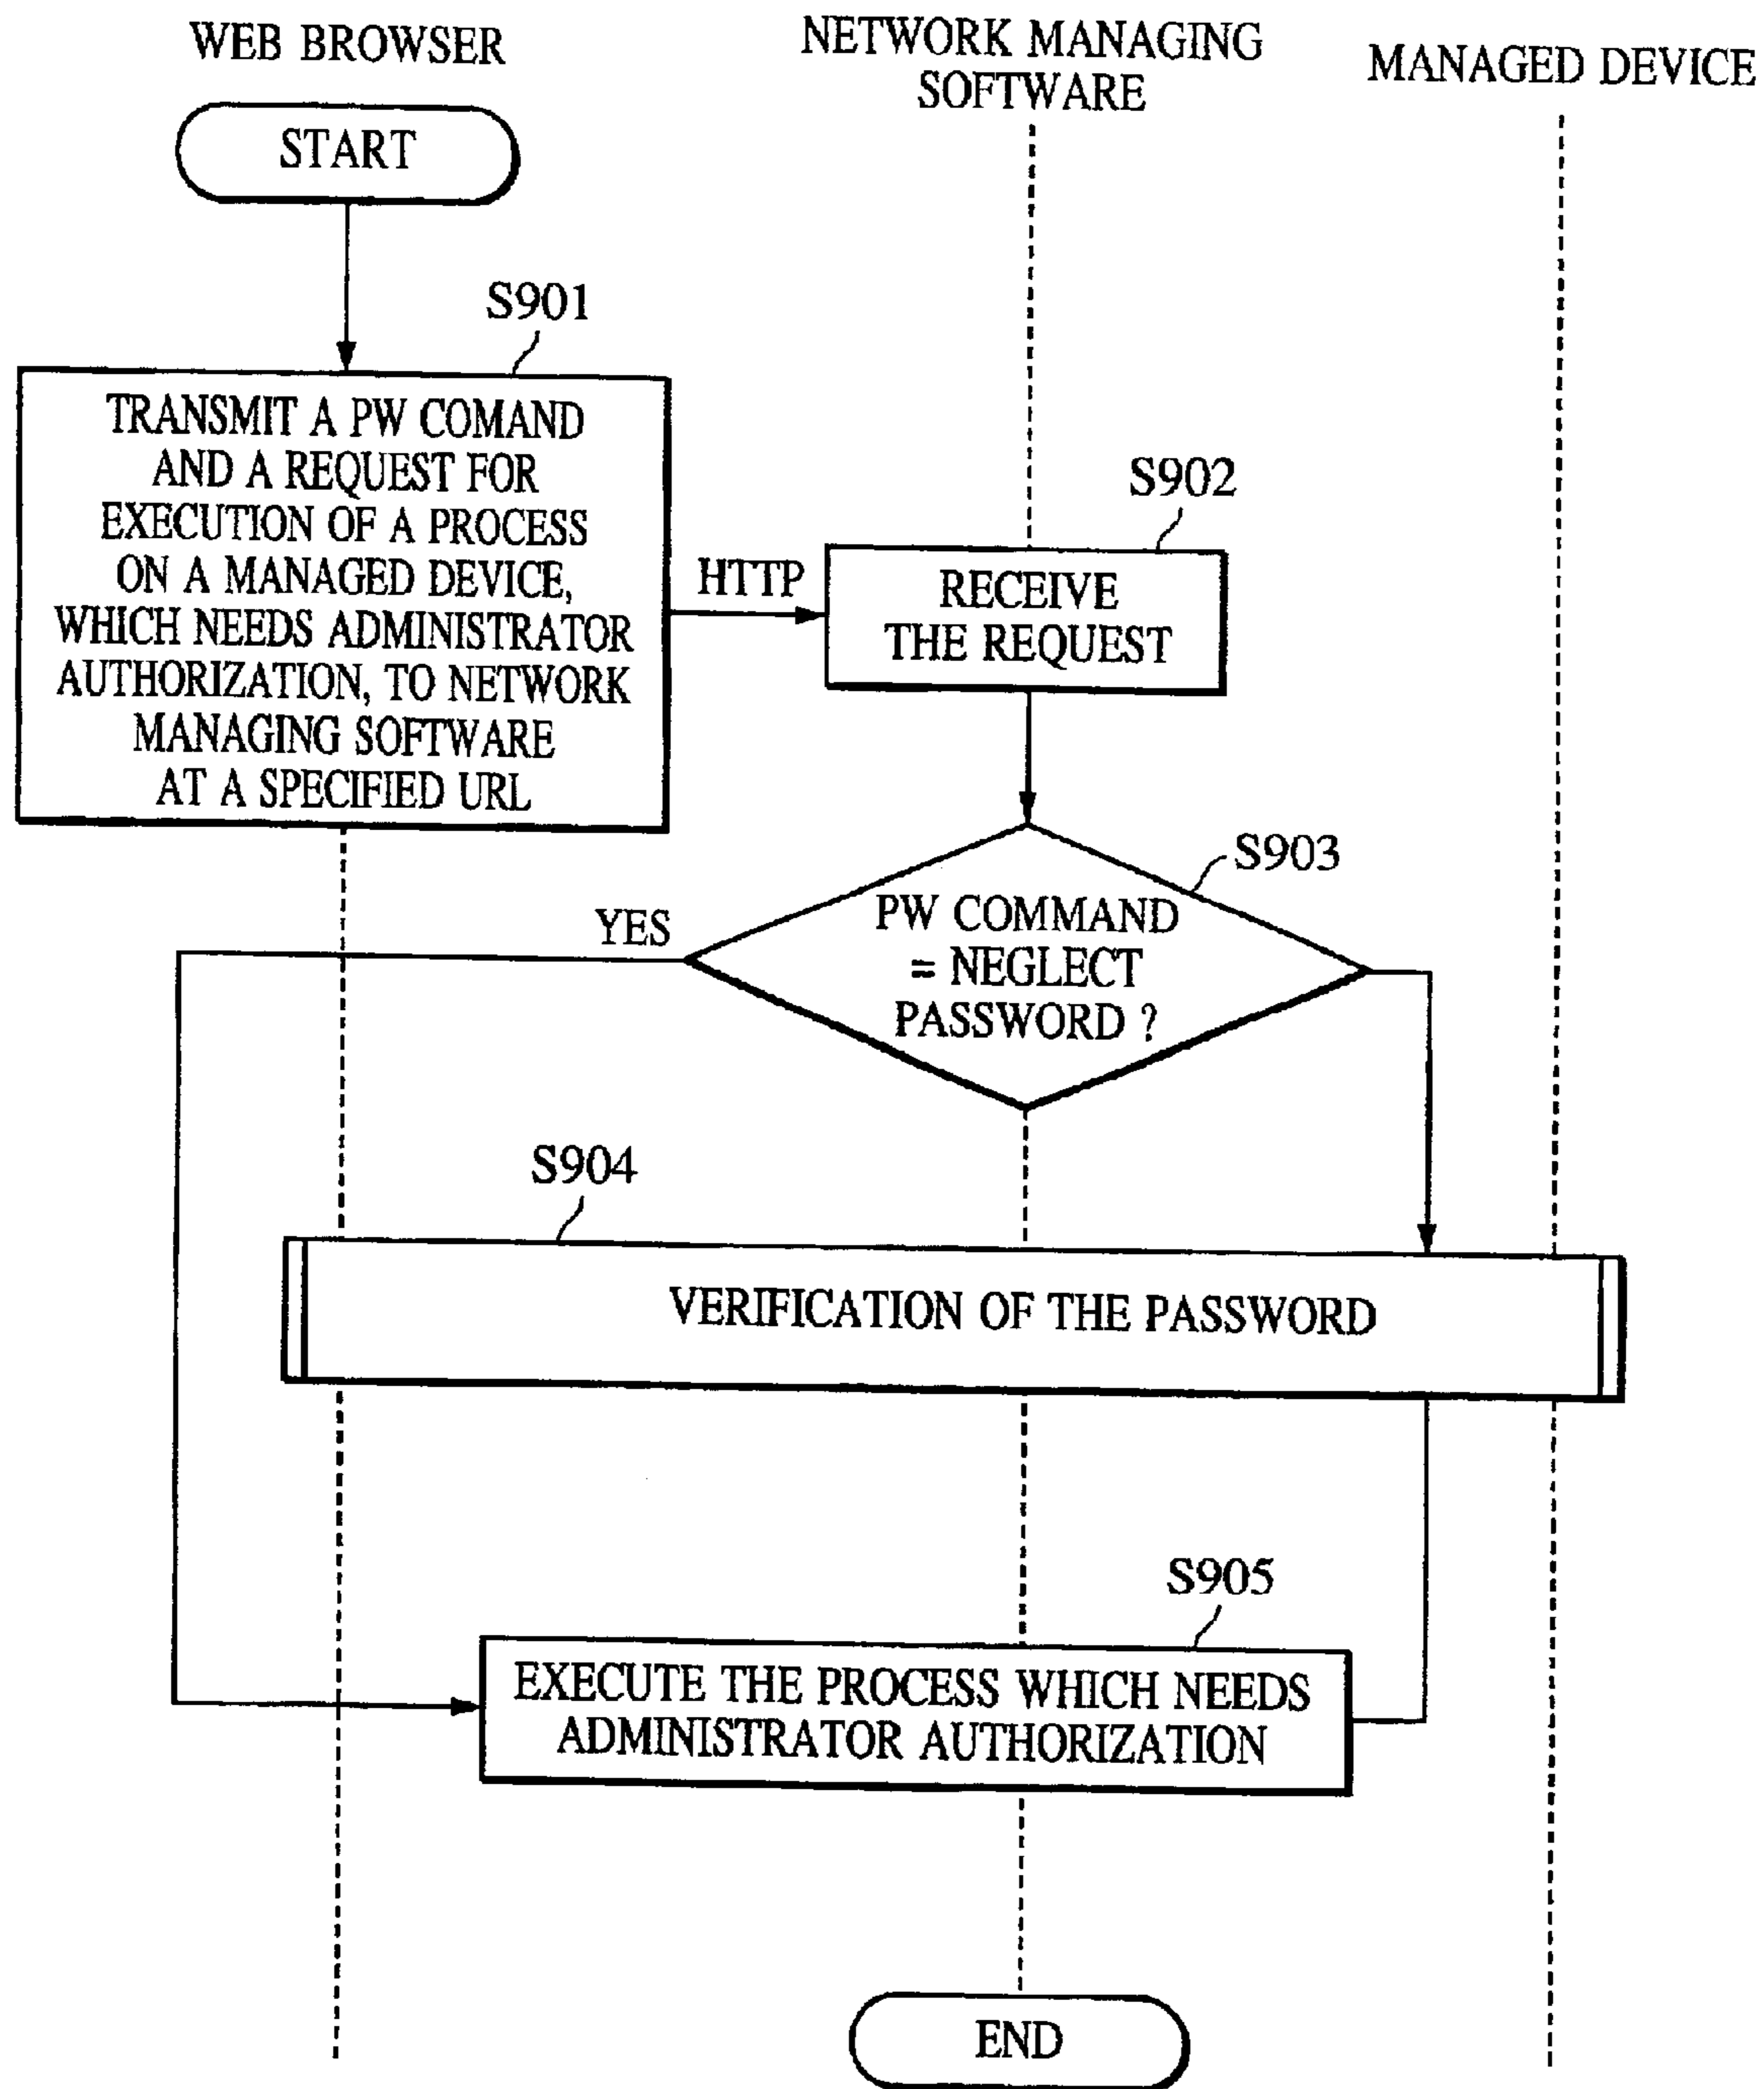 WEB BROWSER
NETWORK MANAGING
SOFTWARE
MANAGED DEVICE
START
S901
TRANSMIT A PW COMAND
AND A REQUEST FOR
EXECUTION OF A PROCESS
ON A MANAGED DEVICE,
WHICH NEEDS ADMINISTRATOR
AUTHORIZATION, TO NETWORK
MANAGING SOFTWARE
AT A SPECIFIED URL
HTTP
S902
RECEIVE
THE REQUEST
S903
PW COMMAND
= NEGLECT
PASSWORD ?
YES
S904
VERIFICATION OF THE PASSWORD
S905
EXECUTE THE PROCESS WHICH NEEDS
ADMINISTRATOR AUTHORIZATION
END